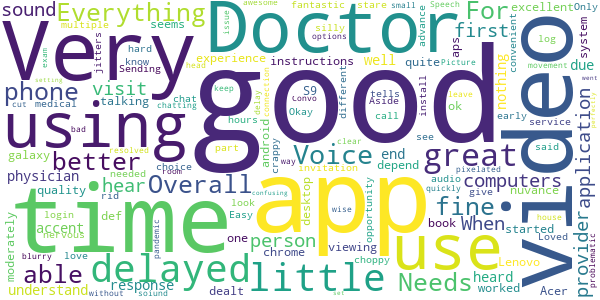 sound Everything Doctor For fantastic stare small Speech advance issue
Very good multiple silly awesome options excellent Only
seems experience tells aps first due log
jitters hard know Sending instructions well convenient movement
phone visit different install nothing Picture exam head
talking chat S9 quite system
using Okay call ok went
galaxy medical chatting keep Convo Aside leave early service
cut bad needed hours android see said
better resolved part crappy Voice end great video
physician choice way clear depend computers
quality hear Overall delay invitation desktop fine When nuvance application provider
login rid def audio give
accent look opportunity quickly book started house
moderately nervous Easy wise person pixelated Loved
time app use Lenovo
one chrome viewing choppy heard
able love pandemic Needs worked
understand blurry delayed little Acer
response dealt confusing
without setting set
problematic